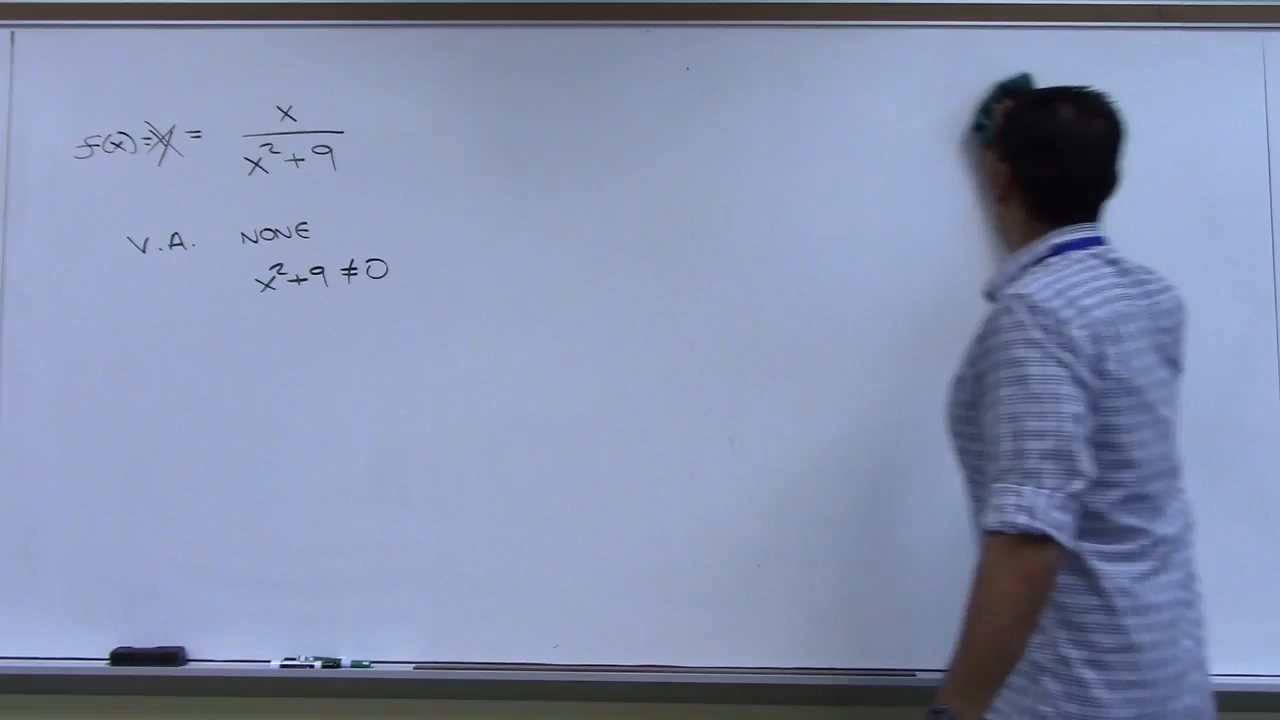 f(x)=y = x / x²+9
V.A. NONE
x²+9 ≠ 0